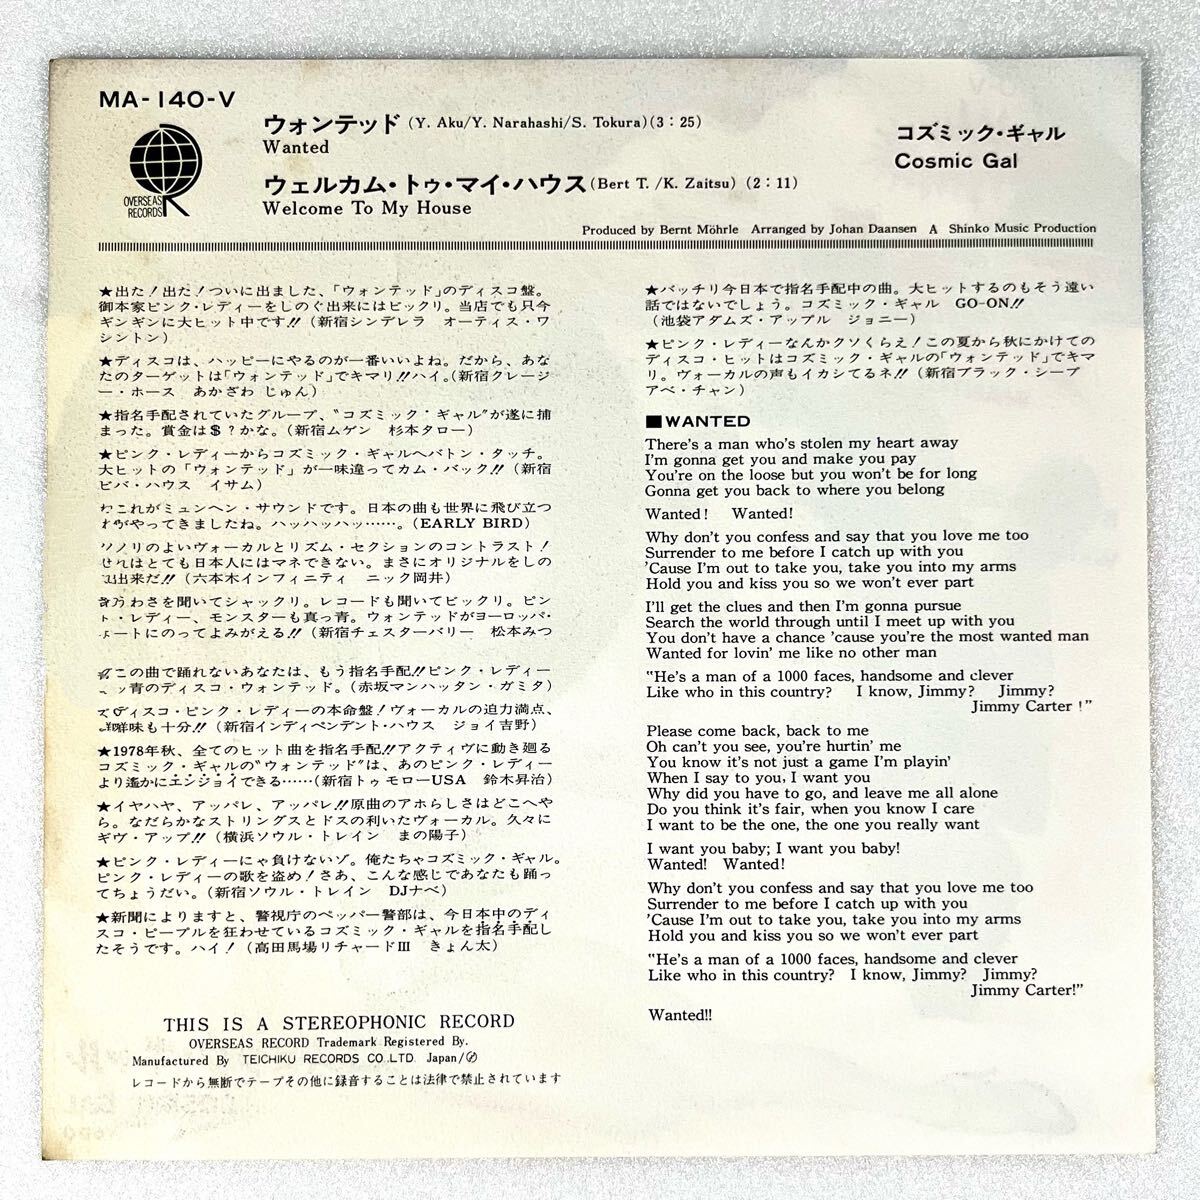 MA-140-V
OVERSEAS
RECORDS
ウォンテッド (Y. Aku/Y. Narahashi/S. Tokura)(3：25)
Wanted
ウェルカム・トゥ・マイ・ハウス(Bert T. /K. Zaitsu) (2：11)
Welcome To My House
コズミック・ギャル
Cosmic Gal
Produced by Bernt Möhrle Arranged by Johan Daansen A Shinko Music Production
★出た！出た！ついに出ました、「ウォンテッド」のディスコ盤。
御本家ピンク・レディーをしのぐ出来にはビックリ。当店でも只今
ギンギンに大ヒット中です!!（新宿シンデレラ　オーティス・ワ
シントン）
★ディスコは、ハッピーにやるのが一番いいよね。だから、あな
たのターゲットは「ウォンテッド」でキマリ!!ハイ。(新宿クレージ
ー・ホース　あかざわ じゅん）
★指名手配されていたグループ、“コズミック・ギャル”が遂に捕
まった。賞金は＄？かな。（新宿ムゲン　杉本タロー）
★ピンク・レディーからコズミック・ギャルへバトン・タッチ。
大ヒットの「ウォンテッド」が一味違ってカム・バック!!（新宿
ビバ・ハウス　イサム）
これがミュンヘン・サウンドです。日本の曲も世界に飛び立つ
がやってきましたね。ハッハッハッ……。（EARLY BIRD）
ノリのよいヴォーカルとリズム・セクションのコントラスト！
れはとても日本人にはマネできない。まさにオリジナルをしの
出来だ!!（六本木インフィニティ　ニック岡井）
うわさを聞いてシャックリ。レコードも聞いてビックリ。ピン
・レディー、モンスターも真っ青。ウォンテッドがヨーロッパ・
ートにのってよみがえる!!（新宿チェスターバリー　松本みつ
この曲で踊れないあなたは、もう指名手配!!ピンク・レディー
っ青のディスコ・ウォンテッド。（赤坂マンハッタン・ガミタ）
ディスコ・ピンク・レディーの本命盤！ヴォーカルの迫力満点、
味も十分!!（新宿インディペンデント・ハウス　ジョイ吉野）
★1978年秋、全てのヒット曲を指名手配!!アクティヴに動き廻る
コズミック・ギャルの“ウォンテッド”は、あのピンク・レディー
より遙かにエンジョイできる……（新宿トゥモローUSA　鈴木昇治）
★イヤハヤ、アッパレ、アッパレ!!原曲のアホらしさはどこへや
ら。なだらかなストリングスとドスの利いたヴォーカル。久々に
ギヴ・アップ!!（横浜ソウル・トレイン　まの陽子）
★ピンク・レディーにゃ負けないゾ。俺たちゃコズミック・ギャル。
ピンク・レディーの歌を盗め！さあ、こんな感じであなたも踊っ
てちょうだい。（新宿ソウル・トレイン　DJナベ）
★新聞によりますと、警視庁のペッパー警部は、今日本中のディ
スコ・ピープルを狂わせているコズミック・ギャルを指名手配し
たそうです。ハイ！（高田馬場リチャードⅢ　きょん太）
THIS IS A STEREOPHONIC RECORD
OVERSEAS RECORD Trademark Registered By.
Manufactured By TEICHIKU RECORDS CO.,LTD. Japan/Ⓟ
レコードから無断でテープその他に録音することは法律で禁止されています
★バッチリ今日本で指名手配中の曲。大ヒットするのもそう遠い
話ではないでしょう。コズミック・ギャル　GO-ON!!
（池袋アダムズ・アップル　ジョニー）
★ピンク・レディーなんかクソくらえ！この夏から秋にかけての
ディスコ・ヒットはコズミック・ギャルの「ウォンテッド」でキマ
リ。ヴォーカルの声もイカシてるネ!!（新宿ブラック・シープ
アベ・チャン）
■WANTED
There's a man who's stolen my heart away
I'm gonna get you and make you pay
You're on the loose but you won't be for long
Gonna get you back to where you belong
Wanted! Wanted!
Why don't you confess and say that you love me too
Surrender to me before I catch up with you
'Cause I'm out to take you, take you into my arms
Hold you and kiss you so we won't ever part
I'll get the clues and then I'm gonna pursue
Search the world through until I meet up with you
You don't have a chance 'cause you're the most wanted man
Wanted for lovin' me like no other man
“He's a man of a 1000 faces, handsome and clever
Like who in this country? I know, Jimmy? Jimmy?
Jimmy Carter !”
Please come back, back to me
Oh can't you see, you're hurtin' me
You know it's not just a game I'm playin'
When I say to you, I want you
Why did you have to go, and leave me all alone
Do you think it's fair, when you know I care
I want to be the one, the one you really want
I want you baby; I want you baby!
Wanted! Wanted!
Why don't you confess and say that you love me too
Surrender to me before I catch up with you
'Cause I'm out to take you, take you into my arms
Hold you and kiss you so we won't ever part
“He's a man of a 1000 faces, handsome and clever
Like who in this country? I know, Jimmy? Jimmy?
Jimmy Carter!”
Wanted!!